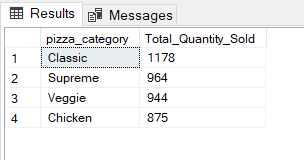 Results Messages
pizza_category Total_Quantity_Sold
1 Classic 1178
2 Supreme 964
3 Veggie 944
4 Chicken 875